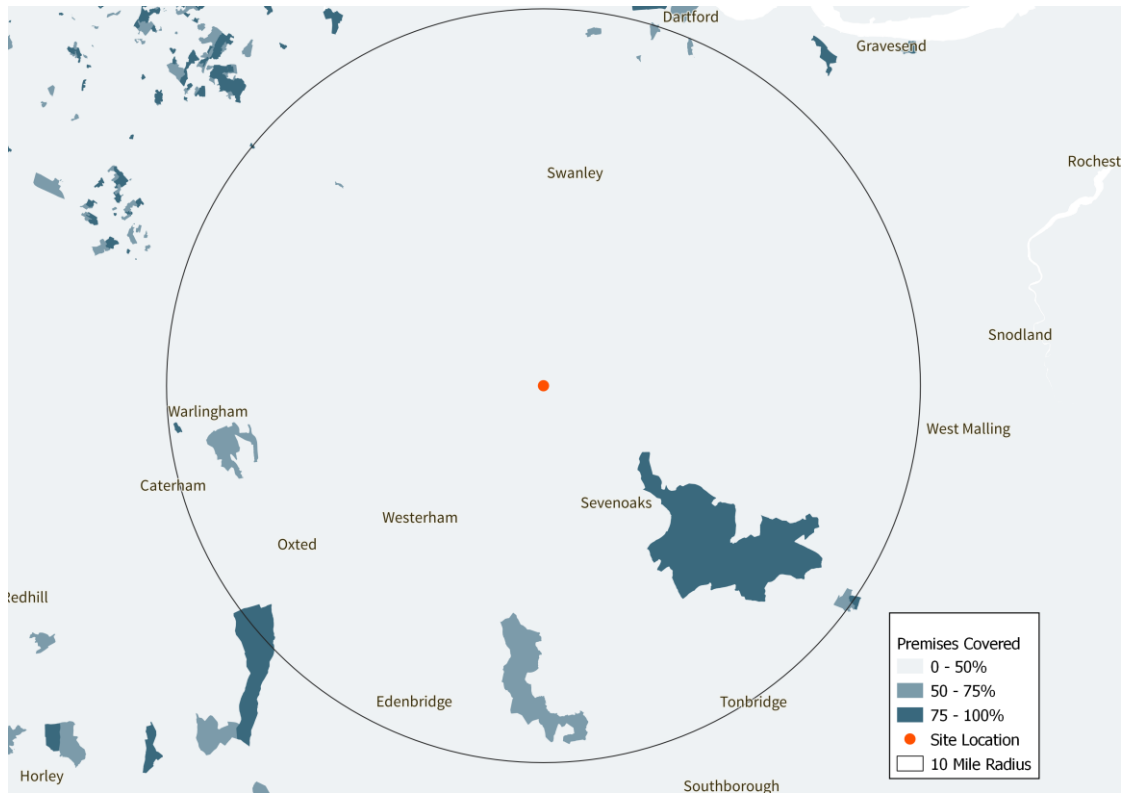 Dartford
Gravesend
Swanley
Rochest
Snodland
Warlingham
West Malling
Caterham
Sevenoaks
Westerham
Oxted
Redhill
Edenbridge
Tonbridge
Horley
Southborough
Premises Covered
0 - 50%
50 - 75%
75 - 100%
Site Location
10 Mile Radius